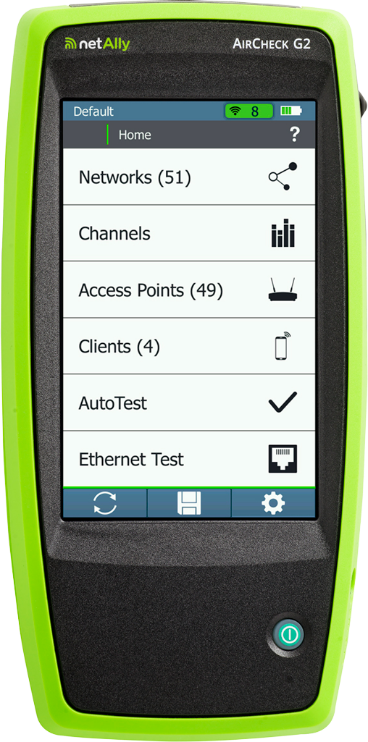 netAlly AIRCHECK G2
Default 8
Home ?
Networks (51)
Channels
Access Points (49)
Clients (4)
AutoTest
Ethernet Test